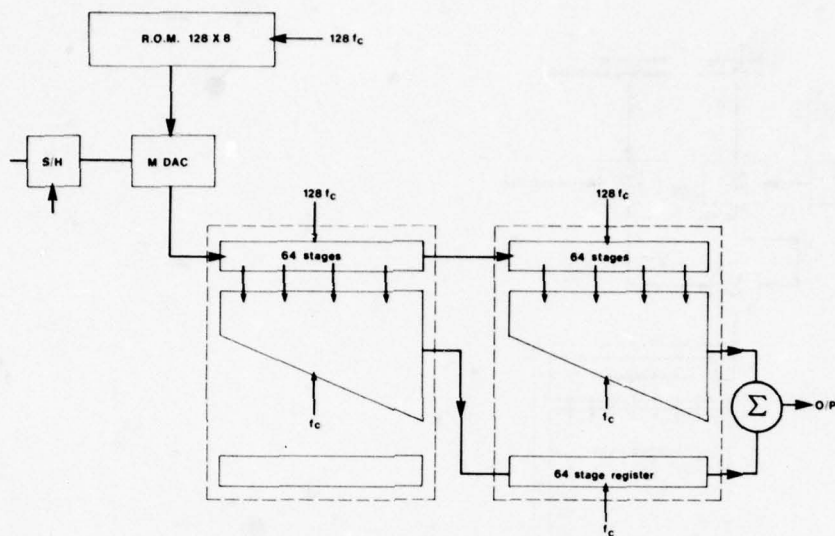 R.O.M. 128 X 8
128 fc
S/H
M DAC
128 fc
128 fc
64 stages
64 stages
fc
fc
Σ
O/P
64 stage register
fc